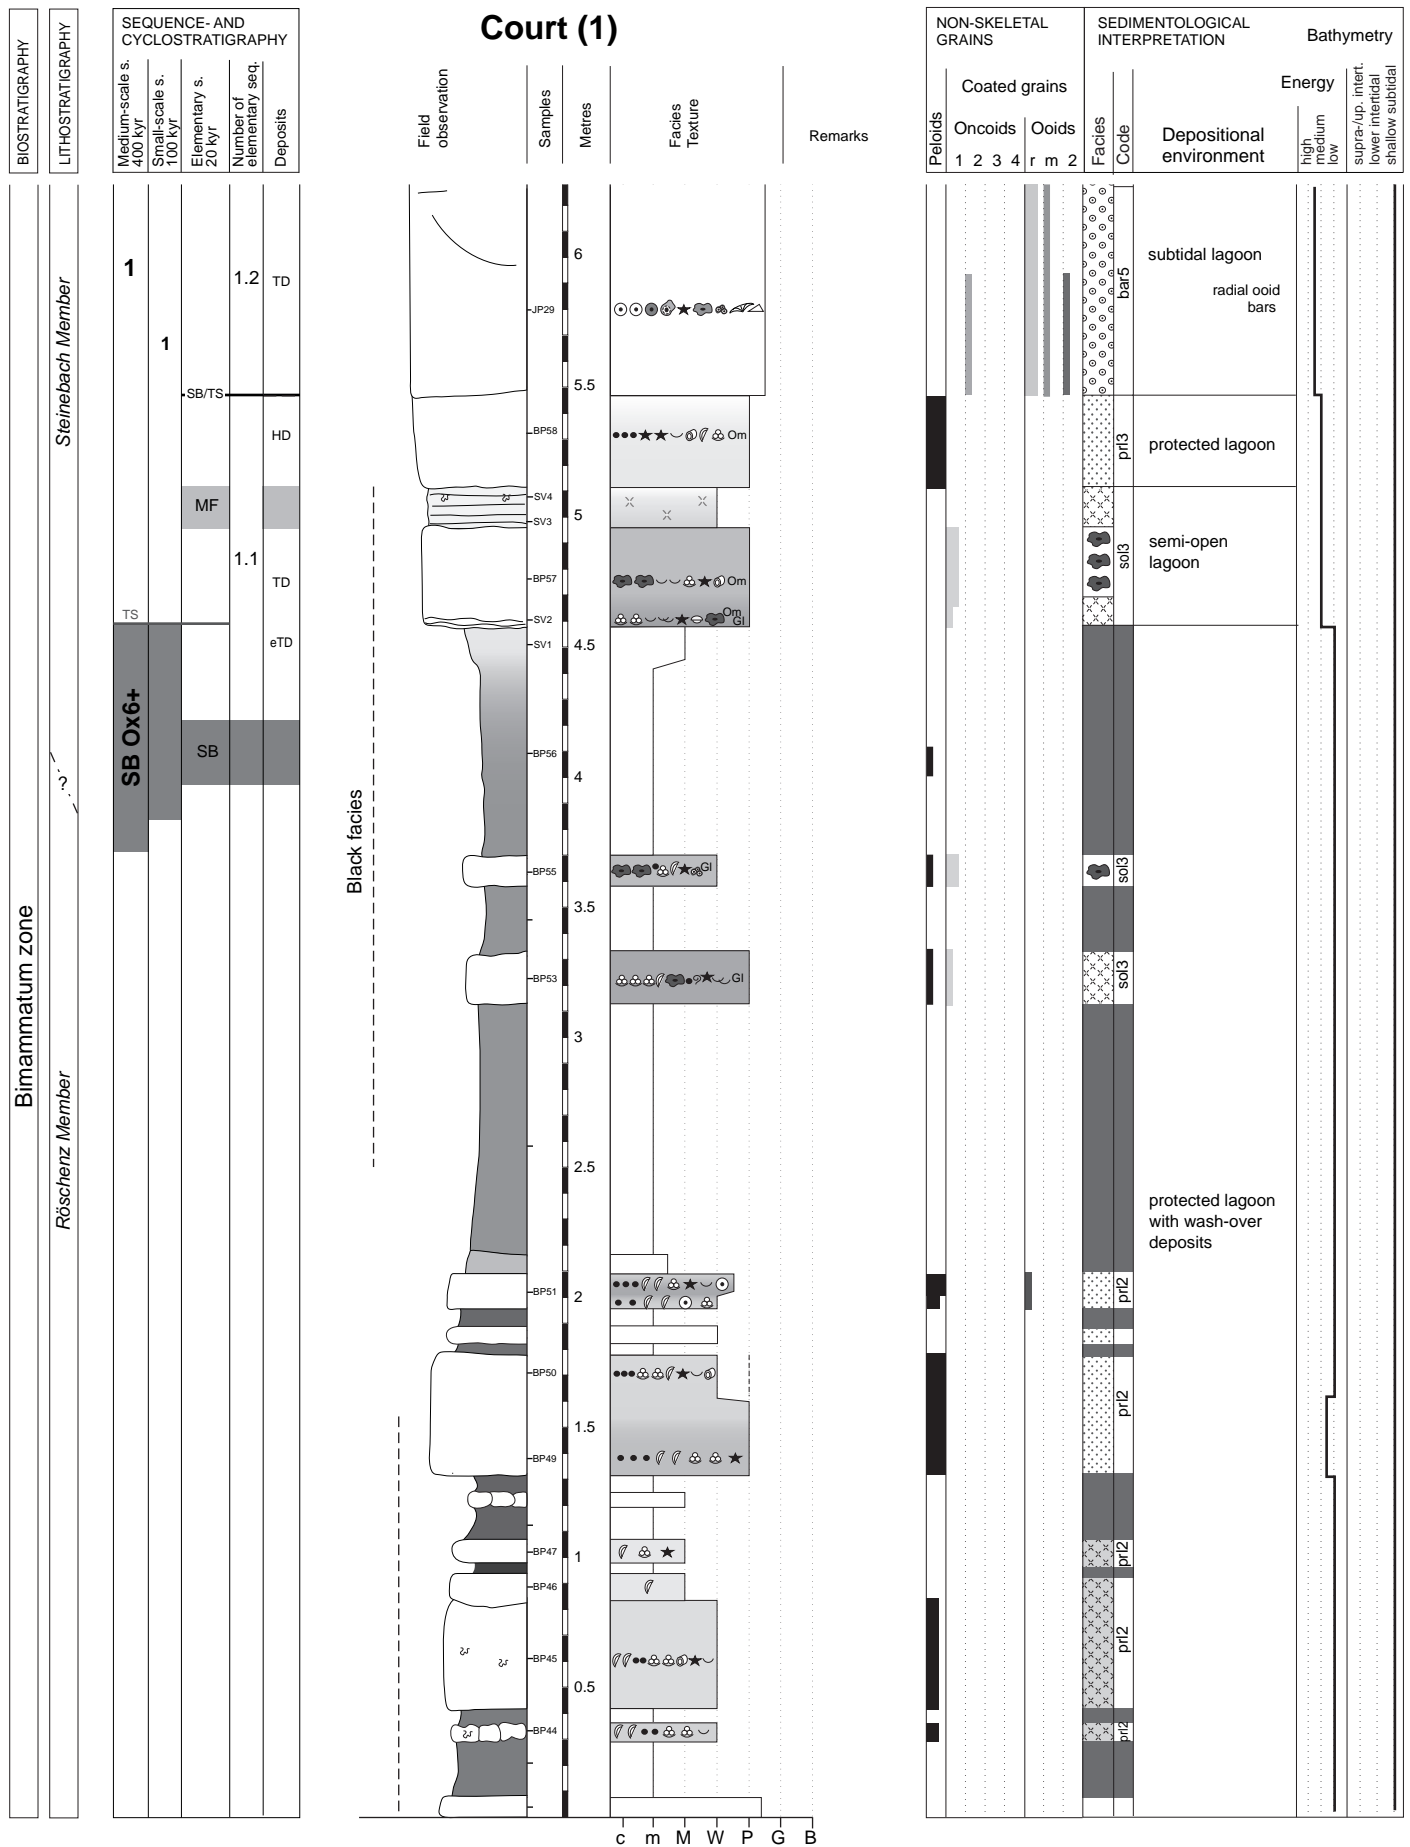 Court (1)
BIOSTRATIGRAPHY
LITHOSTRATIGRAPHY
SEQUENCE- AND
CYCLOSTRATIGRAPHY
Medium-scale s.
400 kyr
Small-scale s.
100 kyr
Elementary s.
20 kyr
Number of
elementary seq.
Deposits
Field
observation
Samples
Metres
Facies
Texture
Remarks
NON-SKELETAL
GRAINS
Peloids
Coated grains
Oncoids
Ooids
1 2 3 4 r m 2
SEDIMENTOLOGICAL
INTERPRETATION
Facies
Code
Depositional
environment
Energy
high
medium
low
Bathymetry
supra-/up. intert.
lower intertidal
shallow subtidal
Bimammatum zone
Steinebach Member
?
Röschenz Member
1
SB Ox6+
TS
1
SB/TS
MF
SB
1.2
1.1
TD
HD
TD
eTD
Black facies
JP29
BP58
SV4
SV3
BP57
SV2
SV1
BP56
BP55
BP53
BP51
BP50
BP49
BP47
BP46
BP45
BP44
6
5.5
5
4.5
4
3.5
3
2.5
2
1.5
1
0.5
Om
Om
Om
Gl
Gl
Gl
c m M W P G B
bar5
prl3
sol3
sol3
sol3
prl2
prl2
prl2
prl2
prl2
subtidal lagoon
radial ooid
bars
protected lagoon
semi-open
lagoon
protected lagoon
with wash-over
deposits